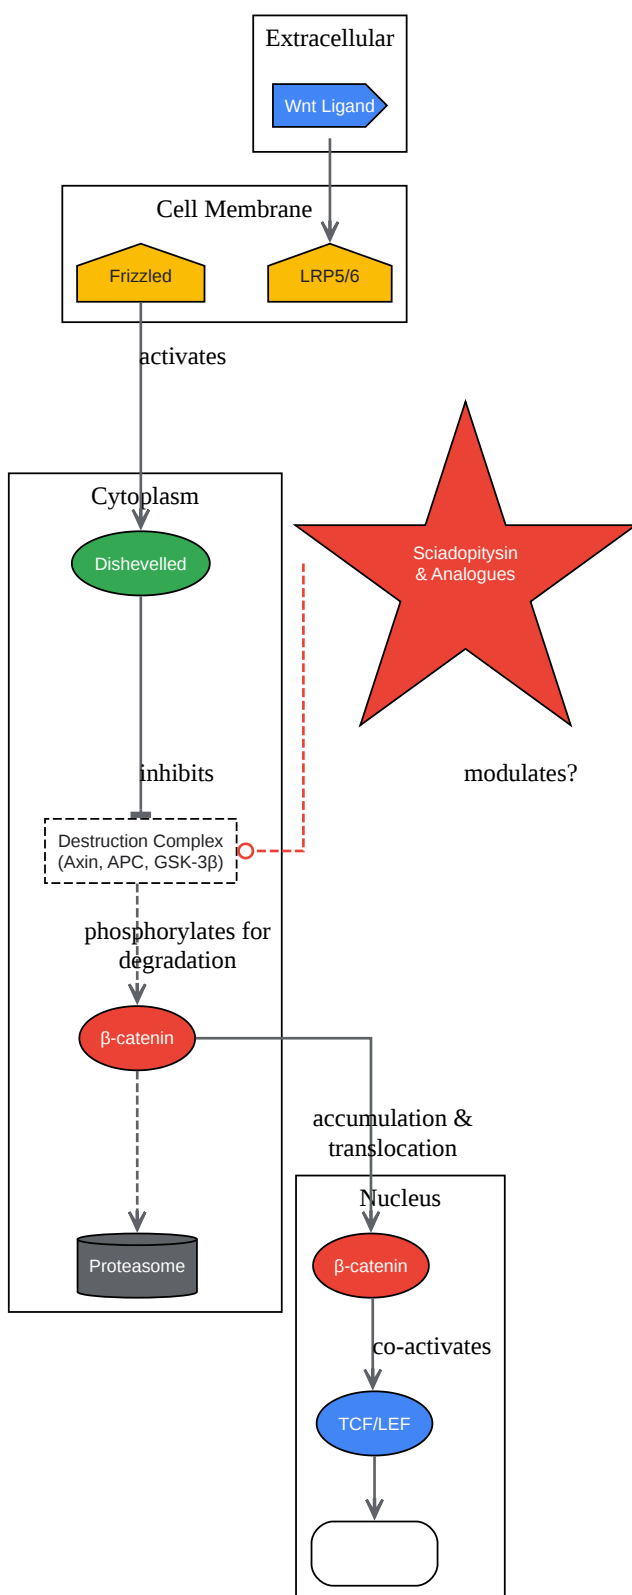 Extracellular
Wnt Ligand
Cell Membrane
Frizzled
LRP5/6
activates
Cytoplasm
Dishevelled
Sciadopitysin
& Analogues
inhibits
modulates?
Destruction Complex
(Axin, APC, GSK-3β)
phosphorylates for
degradation
β-catenin
accumulation &
translocation
Nucleus
Proteasome
β-catenin
co-activates
TCF/LEF